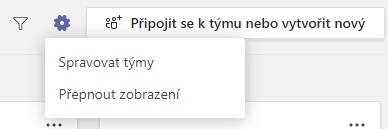 Připojit se k týmu nebo vytvořit nový
Spravovat týmy
Přepnout zobrazení